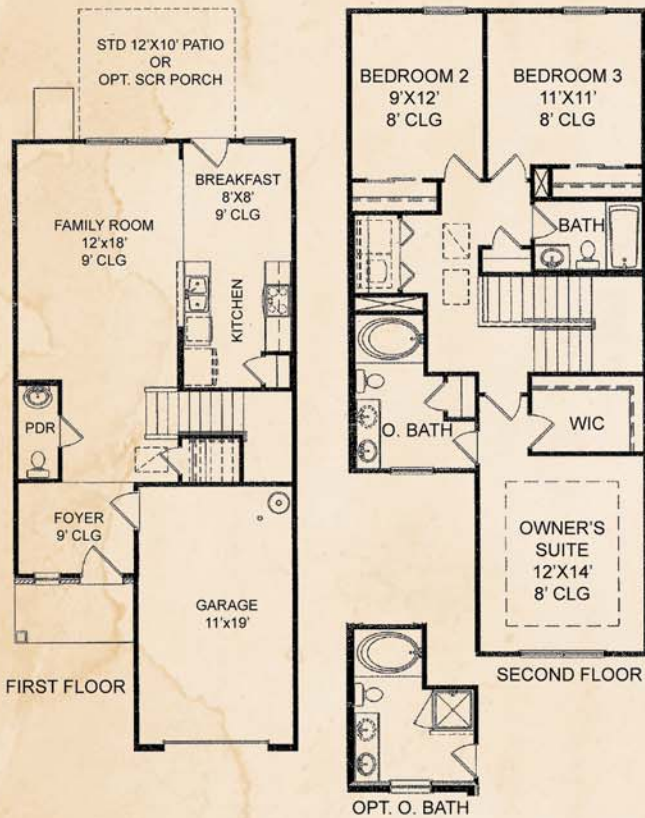 STD 12'X10' PATIO
OR
OPT. SCR PORCH
BREAKFAST
8'X8'
9' CLG
FAMILY ROOM
12'x18'
9' CLG
KITCHEN
PDR
FOYER
9' CLG
GARAGE
11'x19'
FIRST FLOOR
BEDROOM 2
9'X12'
8' CLG
BEDROOM 3
11'X11'
8' CLG
BATH
O. BATH
WIC
OWNER'S
SUITE
12'X14'
8' CLG
SECOND FLOOR
OPT. O. BATH